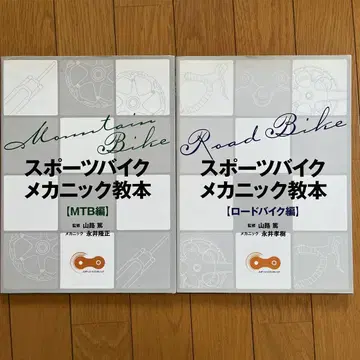 Mountain Bike
スポーツバイク
メカニック教本
【MTB編】
監修 山路 篤
メカニック 永井隆正
Road Bike
スポーツバイク
メカニック教本
【ロードバイク編】
監修 山路 篤
メカニック 永井孝樹